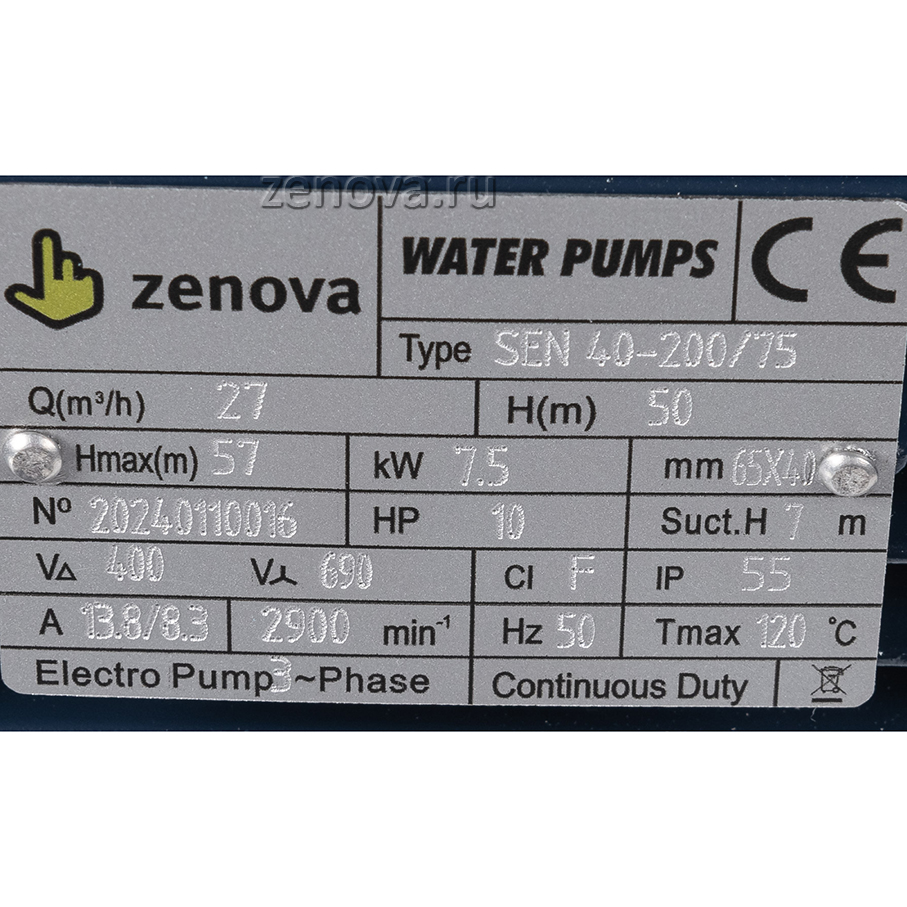 zenova.ru
zenova
WATER PUMPS
CE
Type SEN 40-200/75
Q(m³/h) 27 H(m) 50
Hmax(m) 57 kW 7.5 mm 65X40
Nº 20240110016 HP 10 Suct.H 7 m
V△ 400 V⅄ 690 Cl F IP 55
A 13.8/8.3 2900 min⁻¹ Hz 50 Tmax 120 °C
Electro Pump 3 ~Phase Continuous Duty